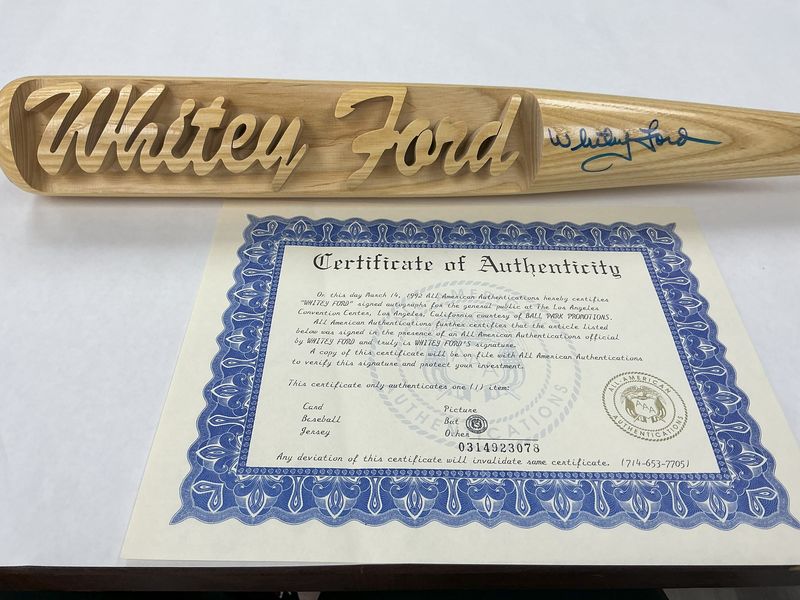 Whitey Ford
Whitey Ford
Certificate of Authenticity
On this day March 14, 1992 All American Authentications hereby certifies
"WHITEY FORD" signed autographs for the general public at The Los Angeles
Convention Center, Los Angeles, California courtesy of BALL PARK PROMOTIONS.
All American Authentications further certifies that the article listed
below was signed in the presence of an All American Authentications official
by WHITEY FORD and truly is WHITEY FORD'S signature.
A copy of this certificate will be on file with All American Authentications
to verify this signature and protect your investment.
This certificate only authenticates one (1) item:
Card Picture
Baseball Bat
Jersey Other
0314923078
Any deviation of this certificate will invalidate same certificate. (714-653-7705)
ALL-AMERICAN
AAA
AUTHENTICATIONS
AUTHENTICATIONS